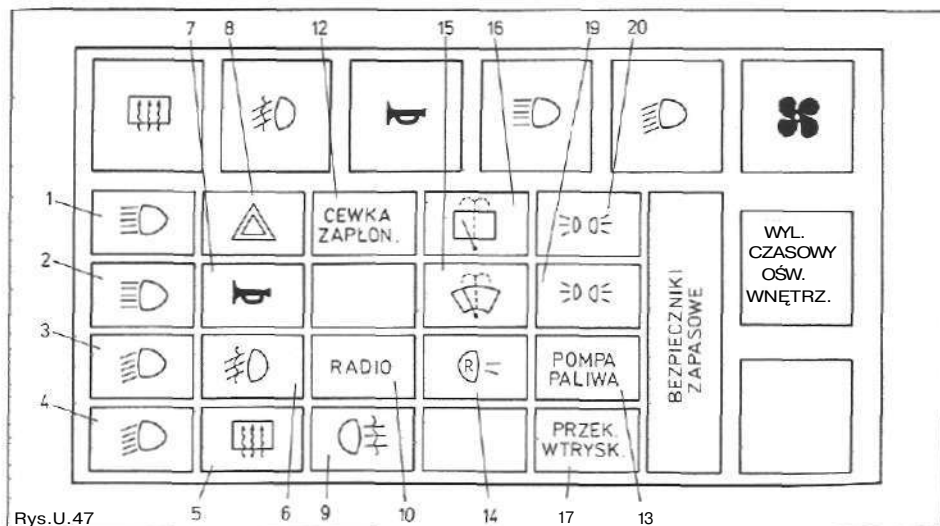 7 8 12 15 16 19 20
1
CEWKA
ZAPŁON.
WYŁ.
CZASOWY
OŚW.
WNĘTRZ.
2
3
RADIO
R
POMPA
PALIWA
BEZPIECZNIKI
ZAPASOWE
4
PRZEK.
WTRYSK.
Rys.U.47
5 6 9 10 14 17 13